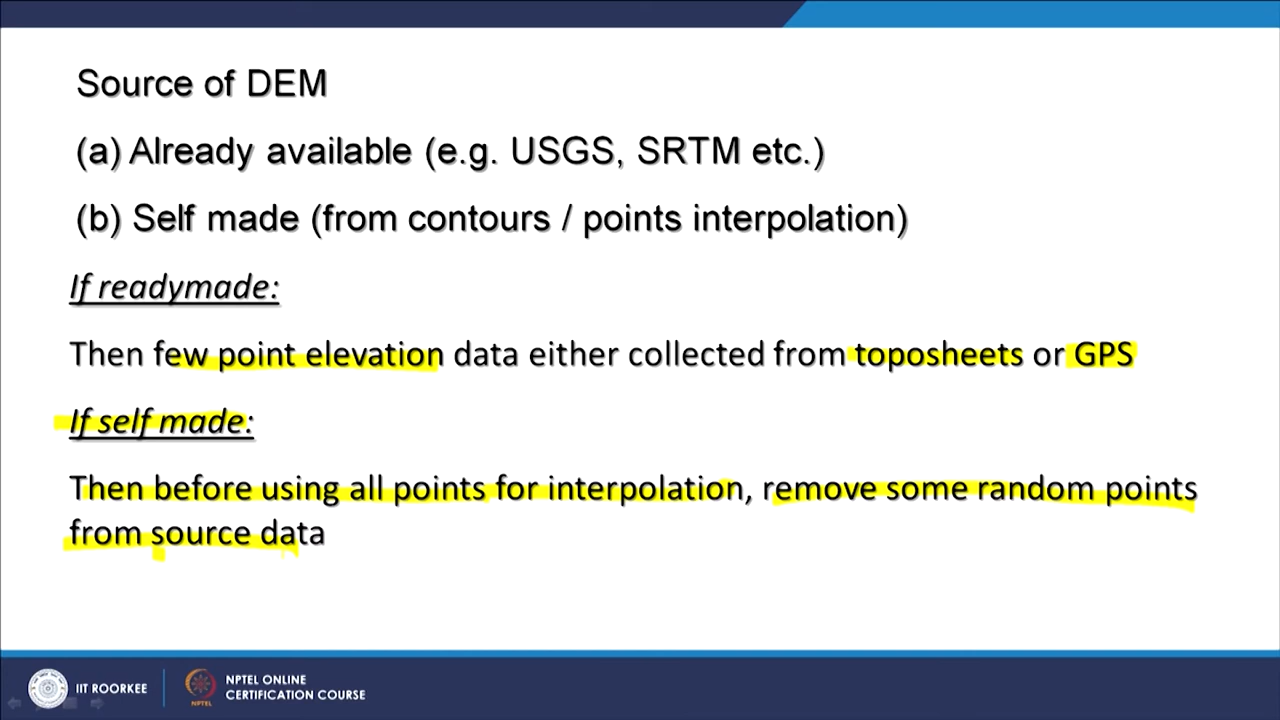 Source of DEM
(a) Already available (e.g. USGS, SRTM etc.)
(b) Self made (from contours / points interpolation)
If readymade:
Then few point elevation data either collected from toposheets or GPS
If self made:
Then before using all points for interpolation, remove some random points
from source data
IIT ROORKEE
NPTEL
NPTEL ONLINE
CERTIFICATION COURSE